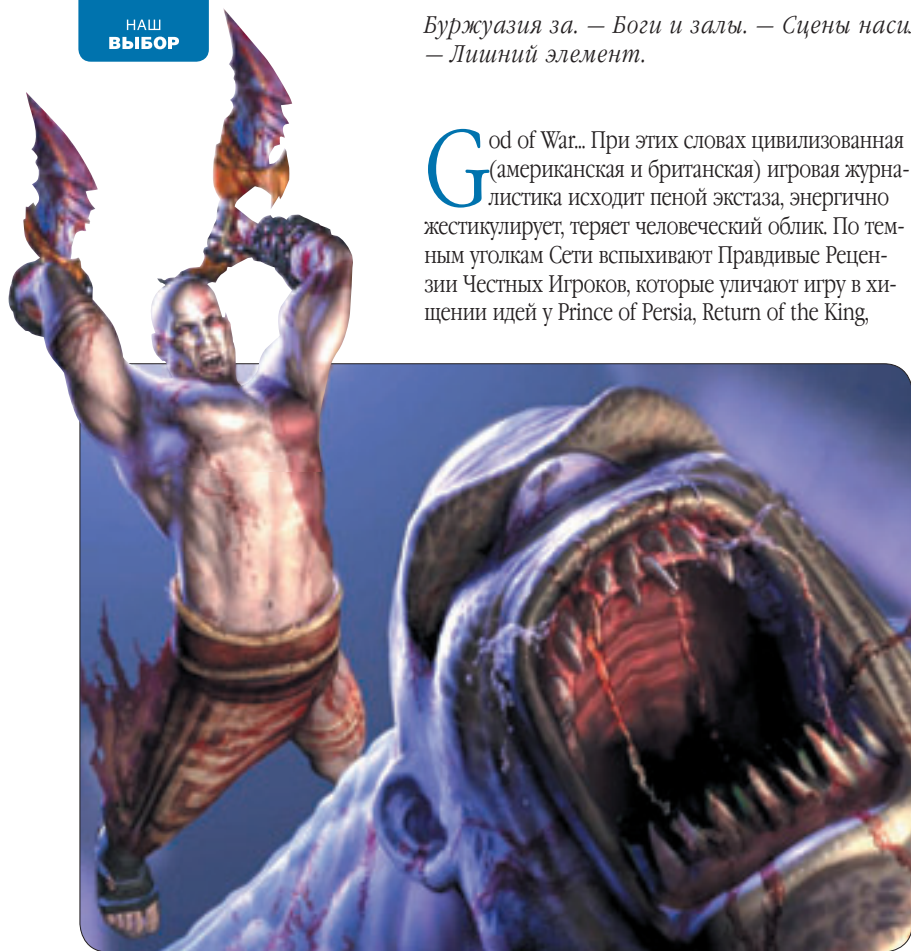 НАШ
ВЫБОР
Буржуазия за. — Боги и залы. — Сцены
— Лишний элемент.
God of War... При этих словах цивилизованная
(американская и британская) игровая журна-
листика исходит пеной экстаза, энергично
жестикулирует, теряет человеческий облик. По тем-
ным уголкам Сети вспыхивают Правдивые Рецен-
зии Честных Игроков, которые уличают игру в хи-
щении идей у Prince of Persia, Return of the King,